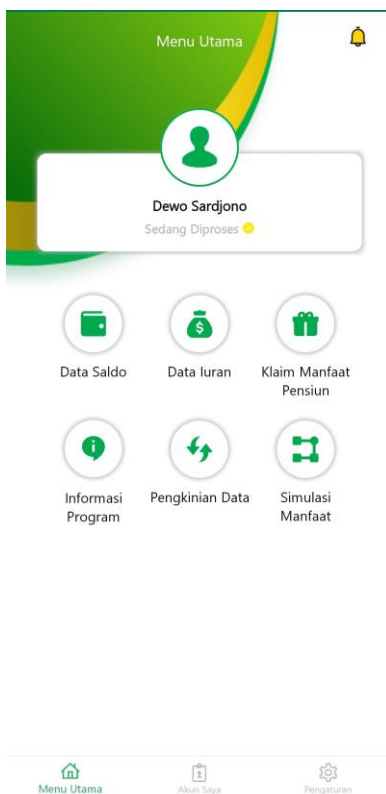 Menu Utama
Dewo Sardjono
Sedang Diproses
Data Saldo
Data Iuran
Klaim Manfaat
Pensiun
Informasi
Program
Pengkinian Data
Simulasi
Manfaat
Menu Utama
Akun Saya
Pengaturan